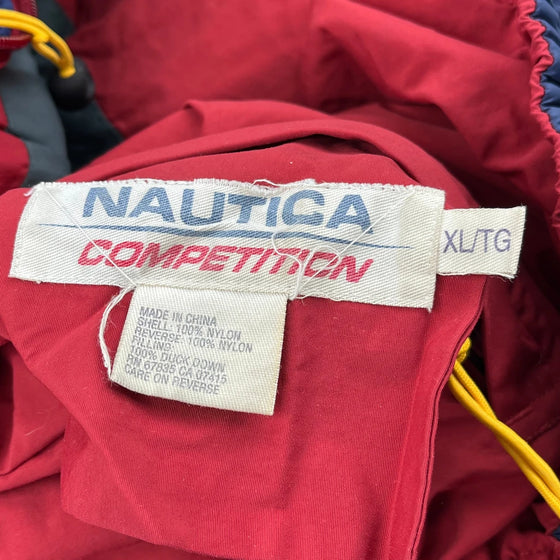 NAUTICA
COMPETITION
XL/TG
MADE IN CHINA
SHELL: 100% NYLON
REVERSE: 100% NYLON
FILLING:
100% DUCK DOWN
RN 67835 CA 07415
CARE ON REVERSE